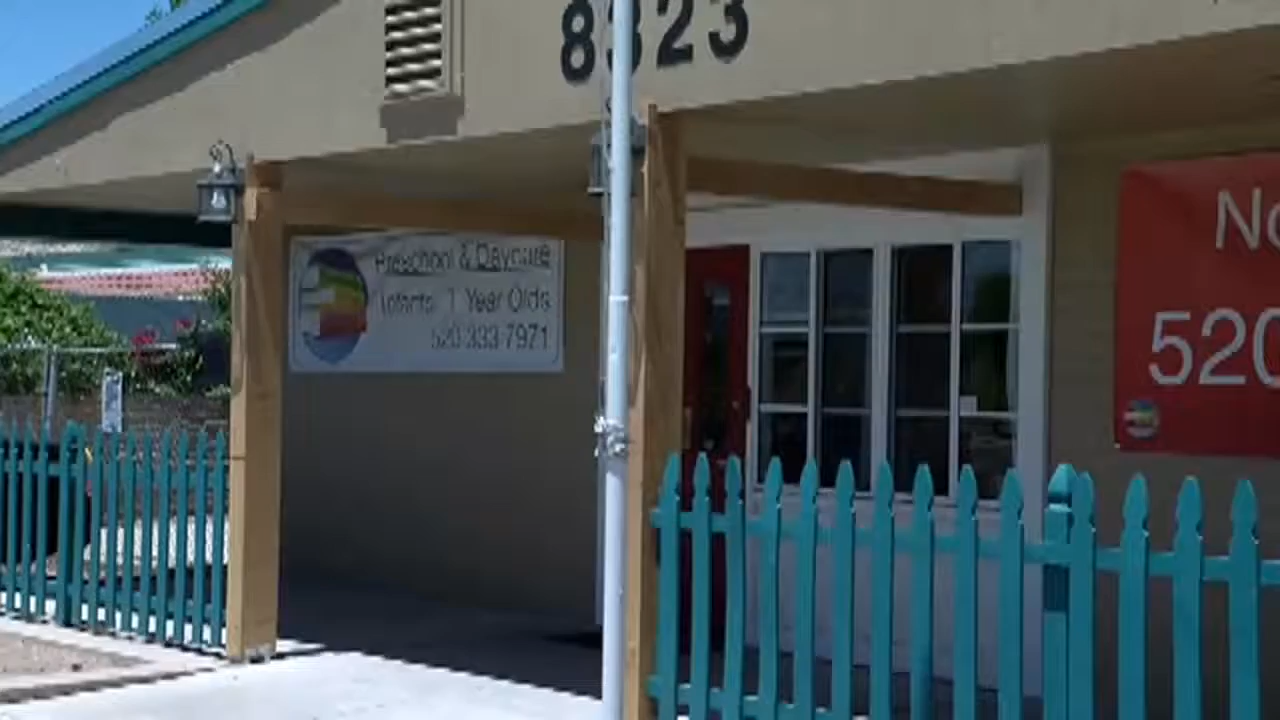 8323
Preschool & Daycare
Infants 1 Year Olds
520-333-7971
No
520